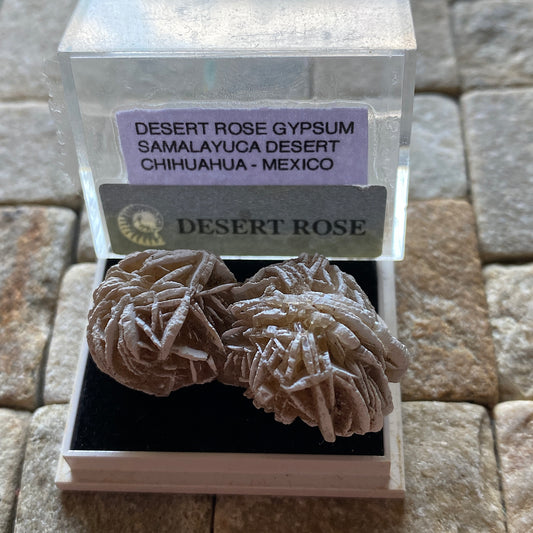 DESERT ROSE GYPSUM
SAMALAYUCA DESERT
CHIHUAHUA - MEXICO
DESERT ROSE